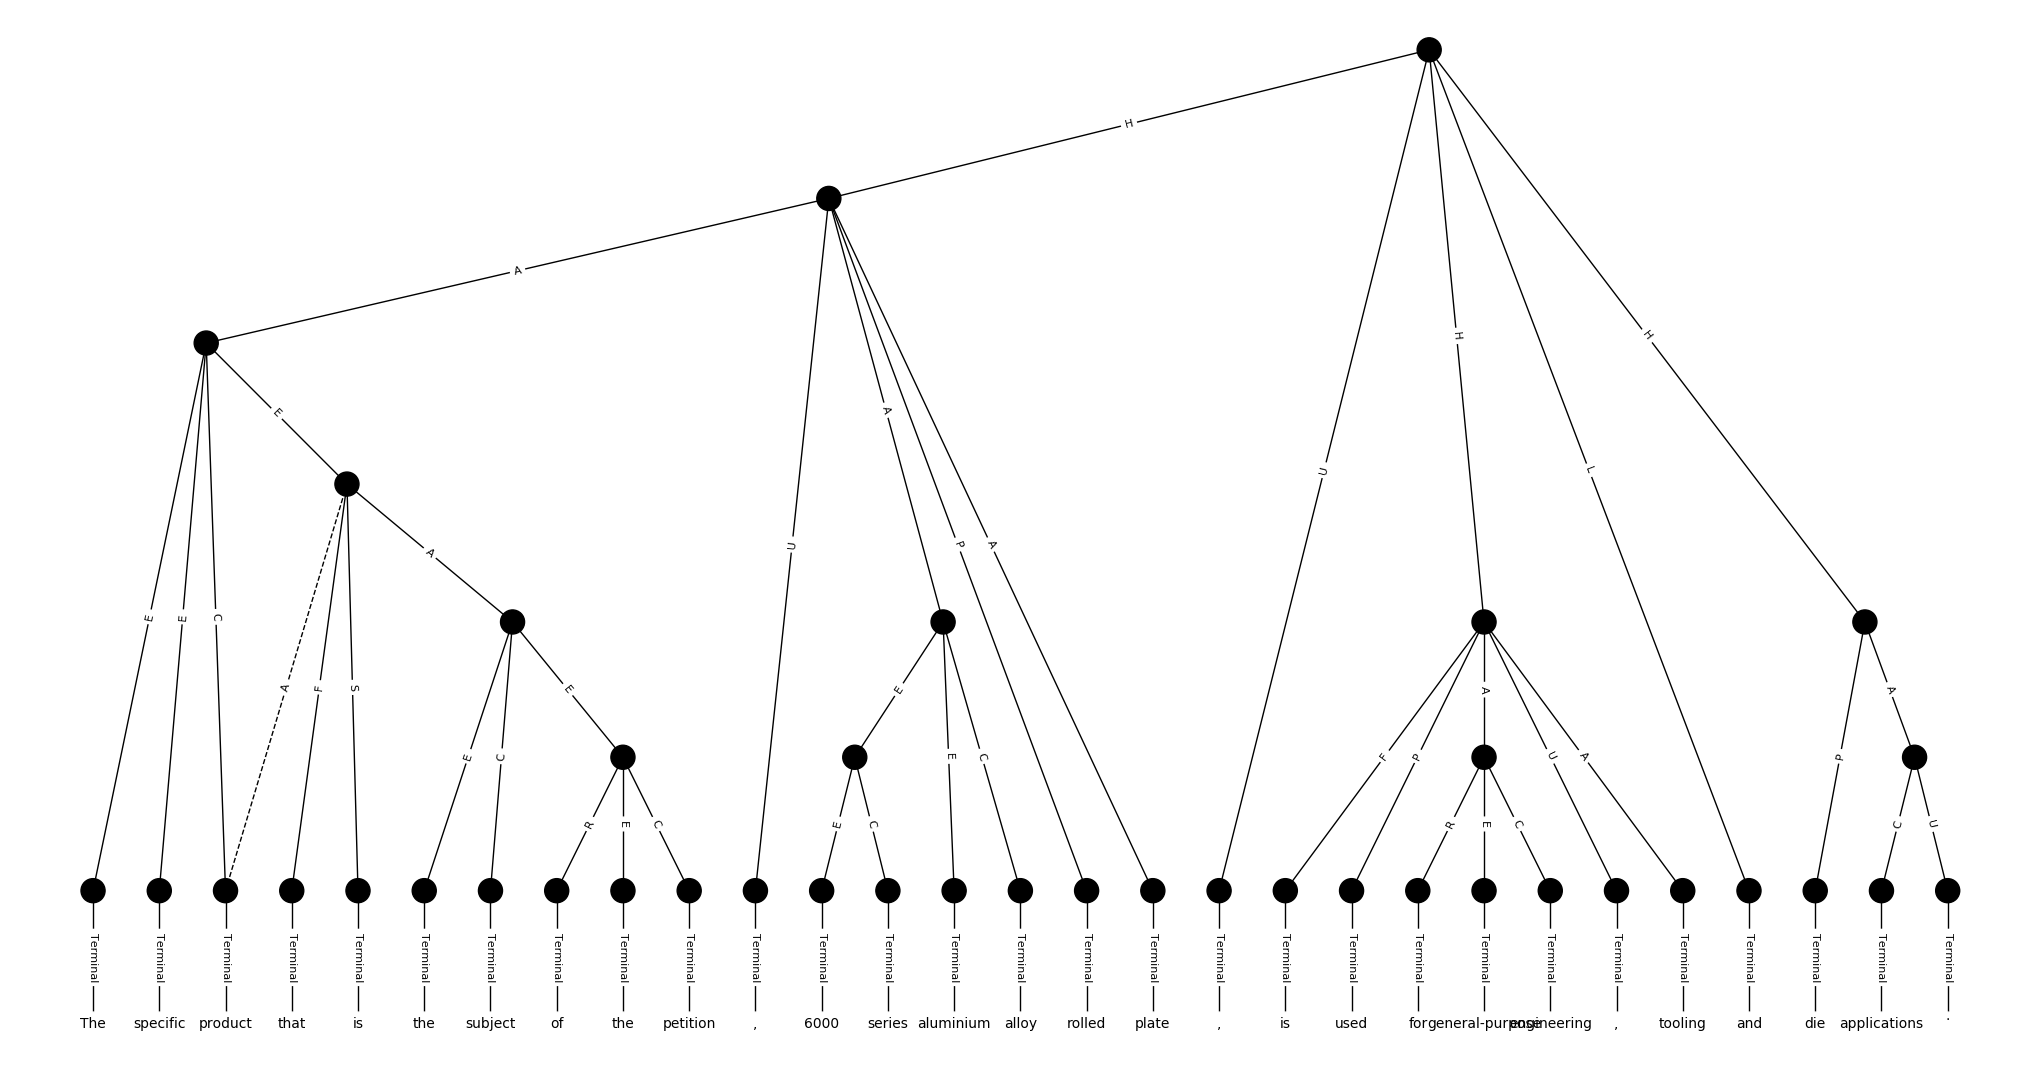 H
A
E
A
U
H
A
H
E
L
A
U
P
A
E
E
C
A
F
S
E
E
A
A
P
E
C
E
C
F
U
A
P
R
E
C
E
C
R
E
C
C
U
Terminal Terminal Terminal Terminal Terminal Terminal Terminal Terminal Terminal Terminal Terminal Terminal Terminal Terminal Terminal Terminal Terminal Terminal Terminal Terminal Terminal Terminal Terminal Terminal Terminal Terminal Terminal Terminal Terminal
The specific product that is the subject of the petition , 6000 series aluminium alloy rolled plate , is used for general-purpose engineering , tooling and die applications .